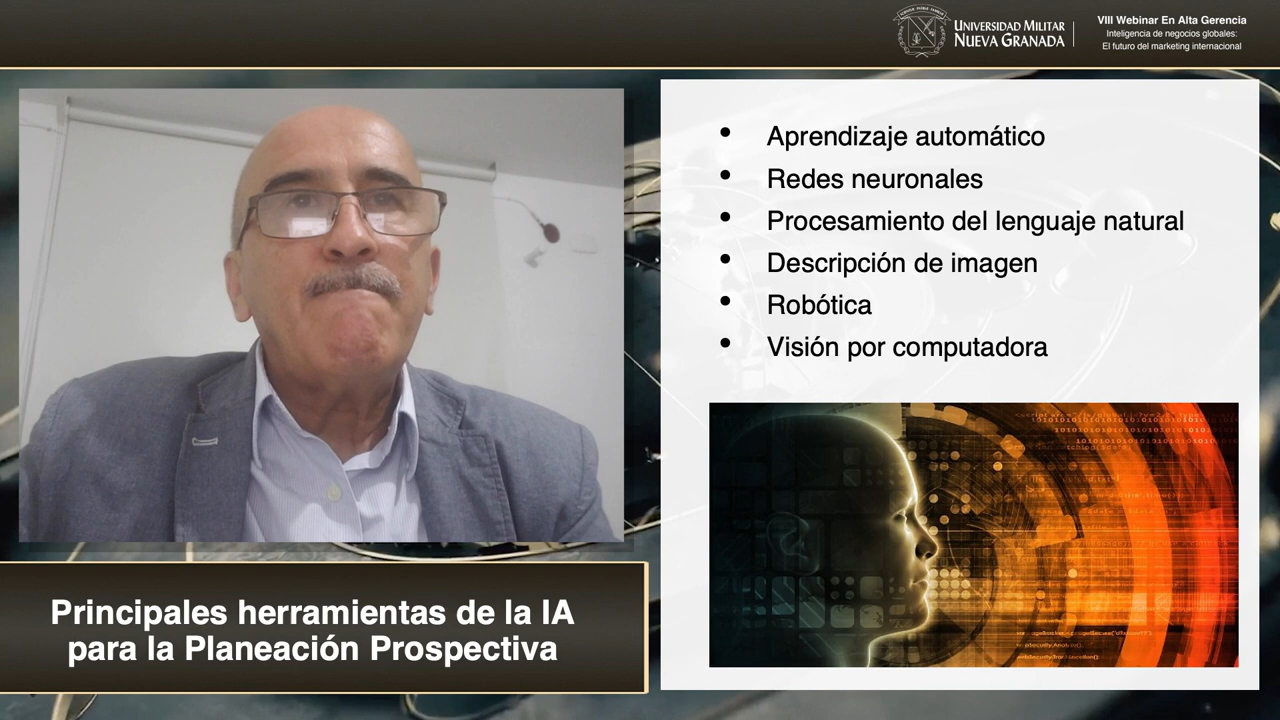 UNIVERSIDAD MILITAR
NUEVA GRANADA
VIII Webinar En Alta Gerencia
Inteligencia de negocios globales:
El futuro del marketing internacional
• Aprendizaje automático
• Redes neuronales
• Procesamiento del lenguaje natural
• Descripción de imagen
• Robótica
• Visión por computadora
Principales herramientas de la IA
para la Planeación Prospectiva